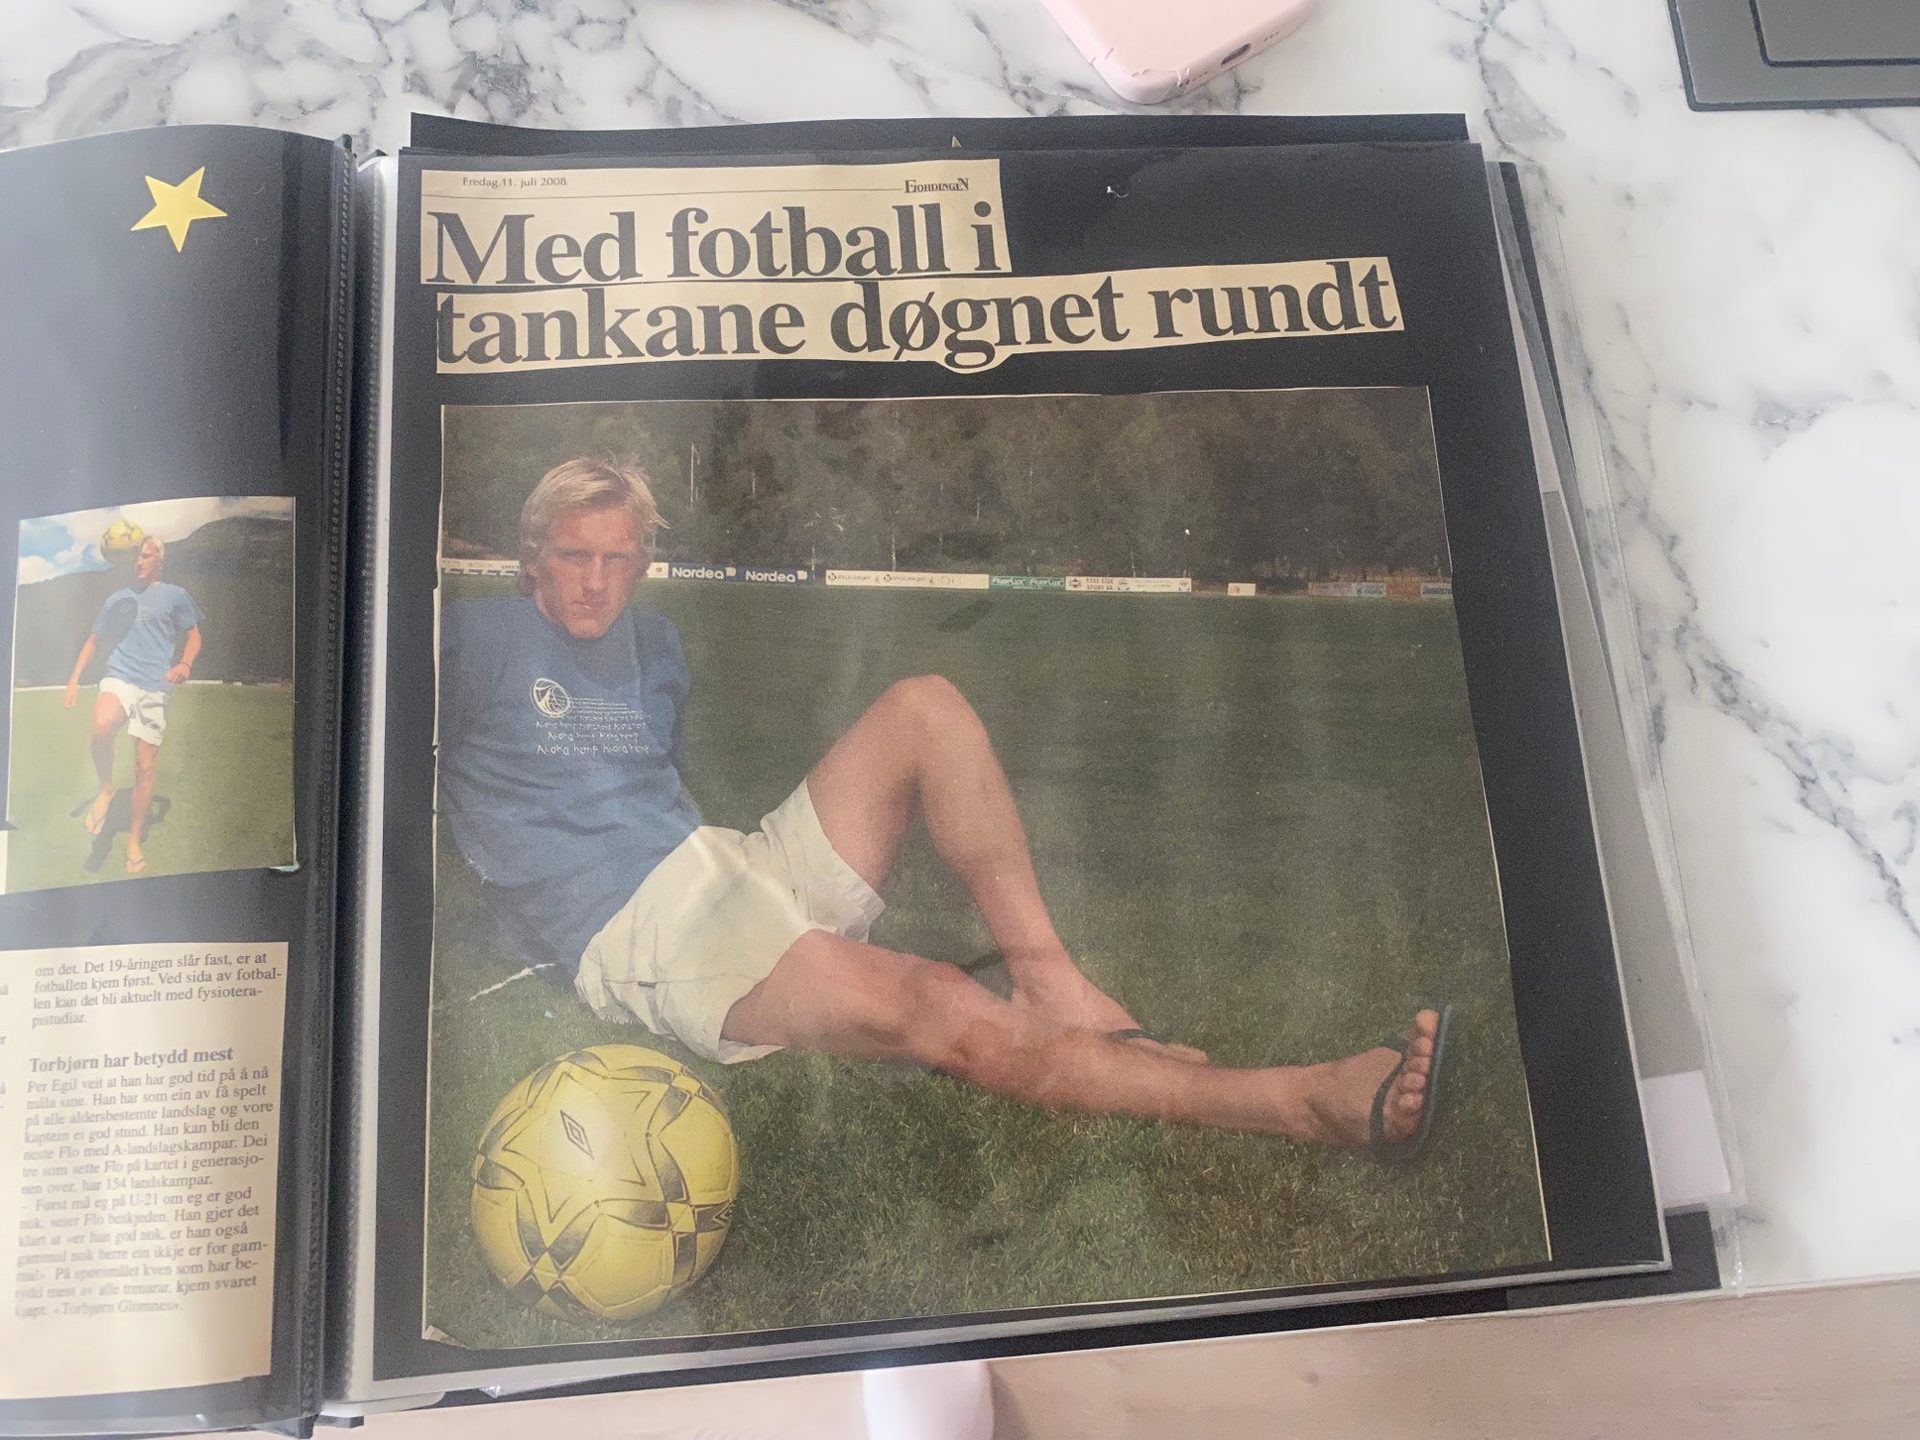 om det. Det 19-åringen slår fast, er at
fotballen kjem først. Ved sida av fotbal-
len kan det bli aktuelt med fysiotera-
pistudiar.
Torbjørn har betydd mest
Per Egil veit at han har god tid på å nå
måla sine. Han har som ein av få spelt
på alle aldersbestemte landslag og vore
kaptein ei god stund. Han kan bli den
neste Flo med A-landslagskampar. Dei
tre som sette Flo på kartet i generasjo-
nen over, har 154 landskampar.
- Først må eg på U-21 om eg er god
nok, seier Flo beskjeden. Han gjer det
klart at «er han god nok, er han også
gammal nok berre ein ikkje er for gam-
mal» På spørsmålet kven som har be-
tydd mest av alle trenarar, kjem svaret
kjapt: «Torbjørn Glomnes».
Fredag 11. juli 2008
FJORDINGEN
Med fotball i
tankane døgnet rundt
Nordea Nordea
FiberLux FiberLux
SPORT AS
Aloha hemp Aloha hemp